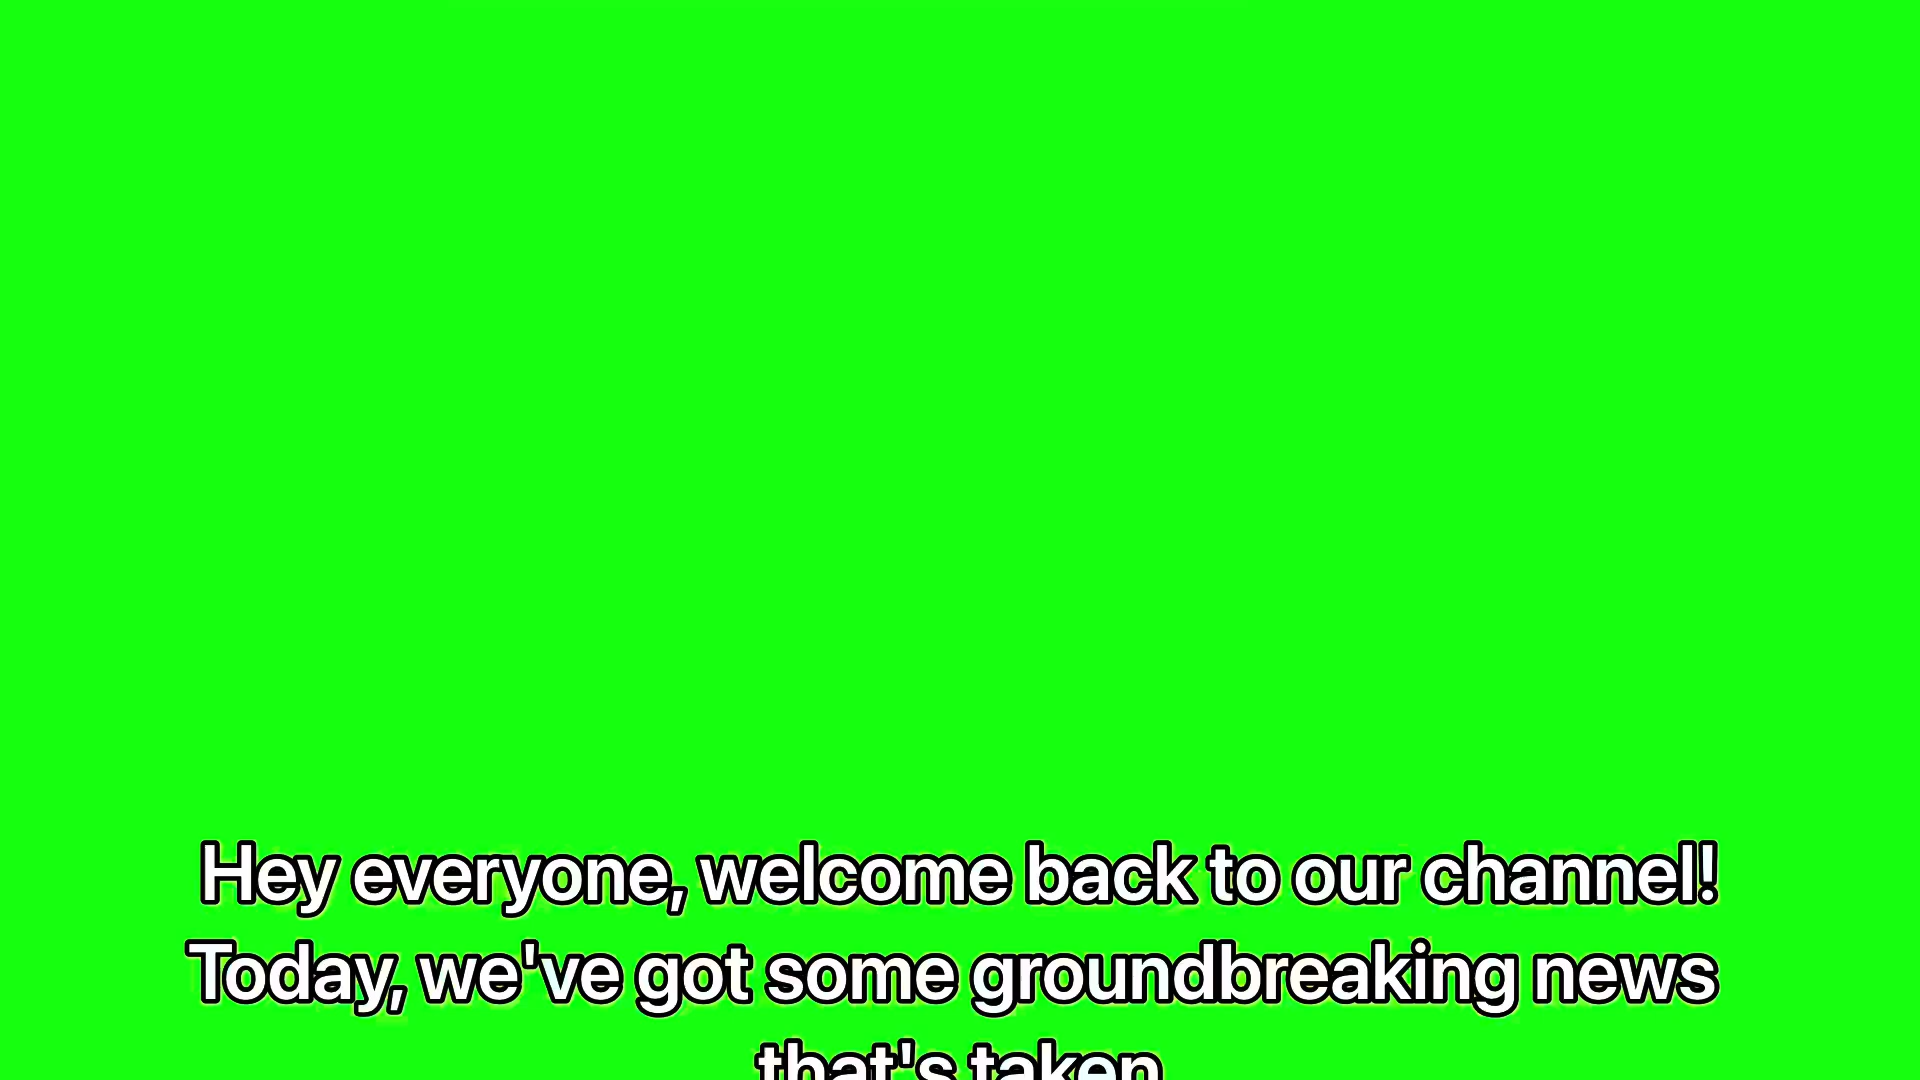 Hey everyone, welcome back to our channel!
Today, we've got some groundbreaking news
that's taken